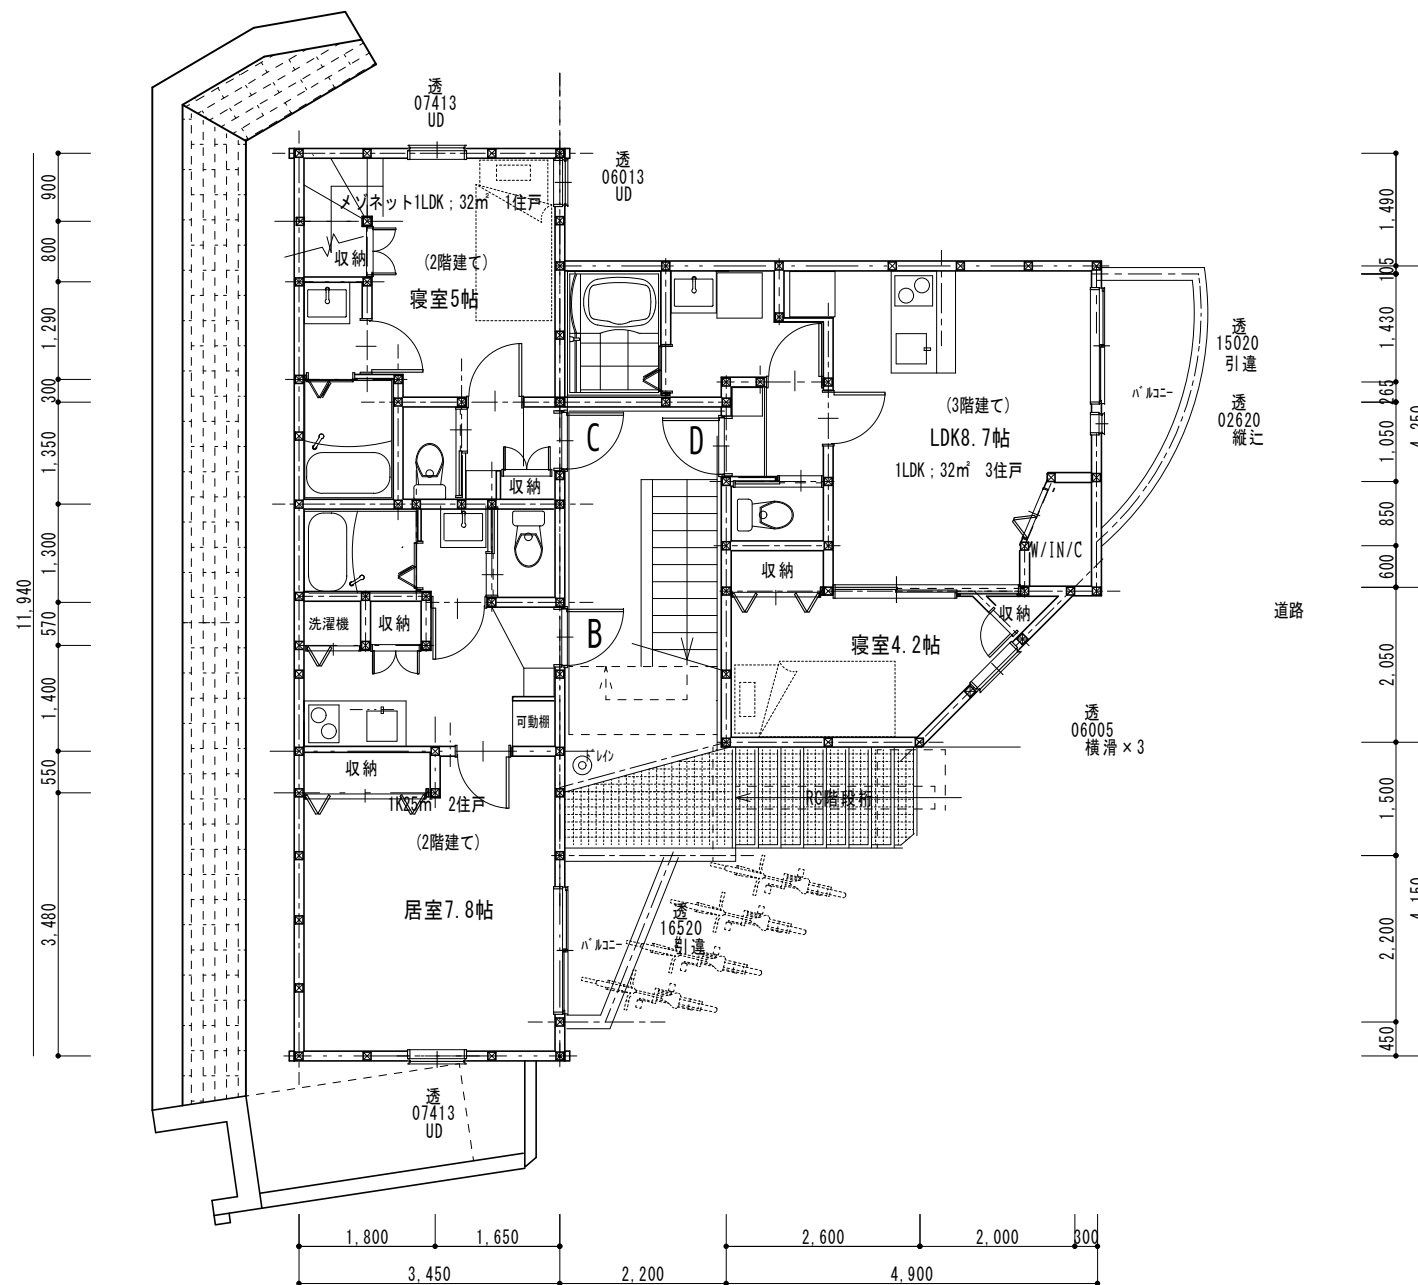 透
07413
UD
透
06013
UD
メゾネット1LDK；32㎡ 1住戸
(2階建て)
収納
寝室5帖
C
D
収納
(3階建て)
LDK8.7帖
1LDK；32㎡ 3住戸
バルコニー
透
15020
引違
透
02620
縦辷
W/IN/C
収納
収納
寝室4.2帖
道路
透
06005
横滑×3
洗濯機
収納
B
可動棚
収納
1K25㎡ 2住戸
(2階建て)
居室7.8帖
ドレイン
RC階段桁
バルコニー
透
16520
引違
透
07413
UD
11,940
900
800
1,290
300
1,350
1,300
570
1,400
550
3,480
1,490
105
1,430
265
1,050
850
600
2,050
1,500
2,200
450
4,150
1,800
1,650
2,600
2,000
300
3,450
2,200
4,900